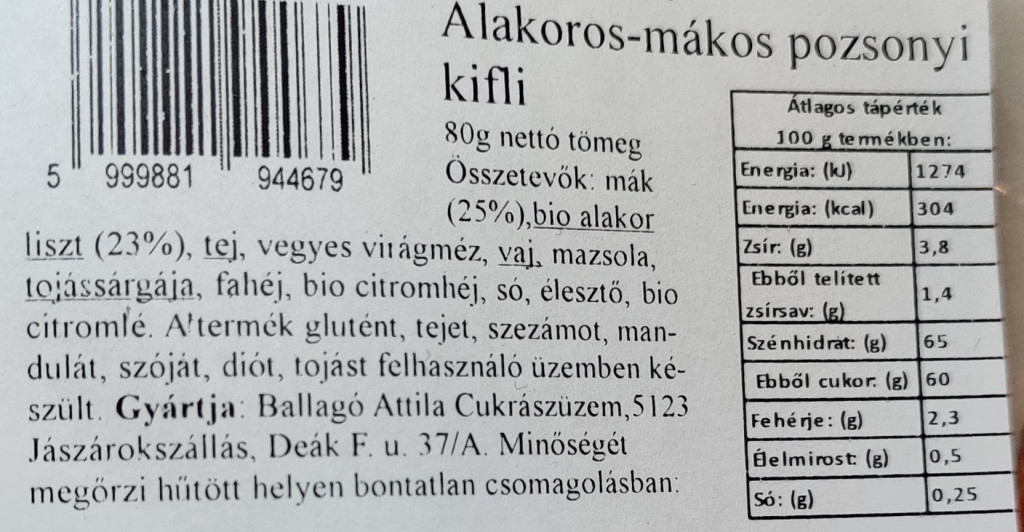 Alakoros-mákos pozsonyi
kifli
80g nettó tömeg
Összetevők: mák
(25%),bio alakor
liszt (23%), tej, vegyes virágméz, vaj, mazsola,
tojássárgája, fahéj, bio citromhéj, só, élesztő, bio
citromlé. A termék glutént, tejet, szezámot, man-
dulát, szóját, diót, tojást felhasználó üzemben ké-
szült. Gyártja: Ballagó Attila Cukrászüzem,5123
Jászárokszállás, Deák F. u. 37/A. Minőségét
megőrzi hűtött helyen bontatlan csomagolásban:
5 999881 944679
Átlagos tápérték
100 g termékben:
Energia: (kJ) 1274
Energia: (kcal) 304
Zsír: (g) 3,8
Ebből telített
zsírsav: (g) 1,4
Szénhidrát: (g) 65
Ebből cukor: (g) 60
Fehérje: (g) 2,3
Élelmirost: (g) 0,5
Só: (g) 0,25